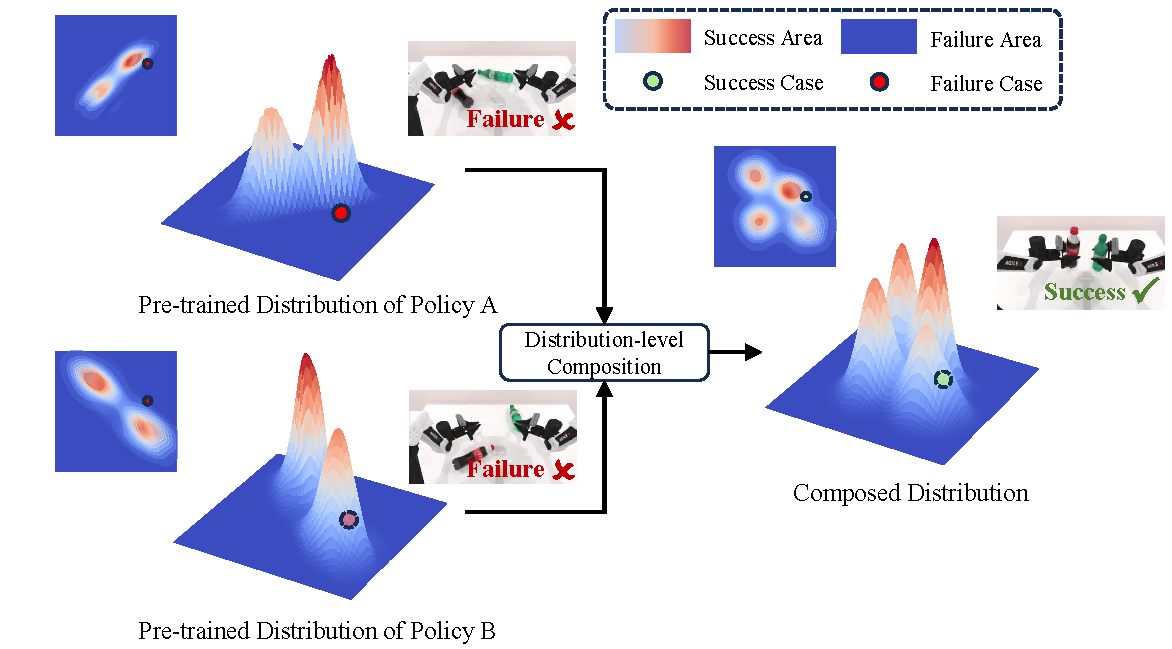 Success Area
Failure Area
Success Case
Failure Case
Failure
Pre-trained Distribution of Policy A
Distribution-level
Composition
Success
Failure
Composed Distribution
Pre-trained Distribution of Policy B